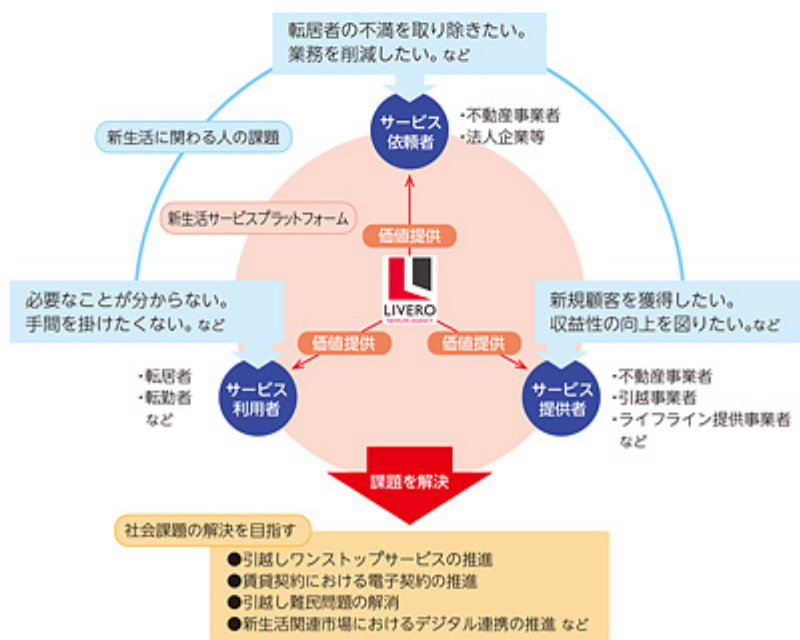 転居者の不満を取り除きたい。
業務を削減したい。など
サービス
依頼者
・不動産事業者
・法人企業等
新生活に関わる人の課題
新生活サービスプラットフォーム
価値提供
LIVERO
必要なことが分からない。
手間を掛けたくない。など
新規顧客を獲得したい。
収益性の向上を図りたい。など
価値提供
価値提供
・転居者
・転勤者
など
サービス
利用者
サービス
提供者
・不動産事業者
・引越事業者
・ライフライン提供事業者
など
課題を解決
社会課題の解決を目指す
●引越しワンストップサービスの推進
●賃貸契約における電子契約の推進
●引越し難民問題の解消
●新生活関連市場におけるデジタル連携の推進 など